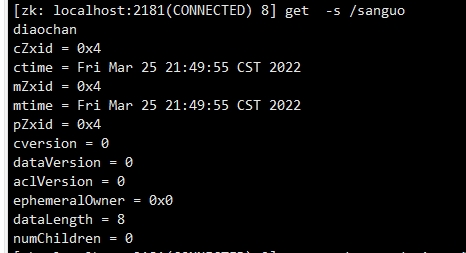 [zk: localhost:2181(CONNECTED) 8] get  -s /sanguo
diaochan
cZxid = 0x4
ctime = Fri Mar 25 21:49:55 CST 2022
mZxid = 0x4
mtime = Fri Mar 25 21:49:55 CST 2022
pZxid = 0x4
cversion = 0
dataVersion = 0
aclVersion = 0
ephemeralOwner = 0x0
dataLength = 8
numChildren = 0